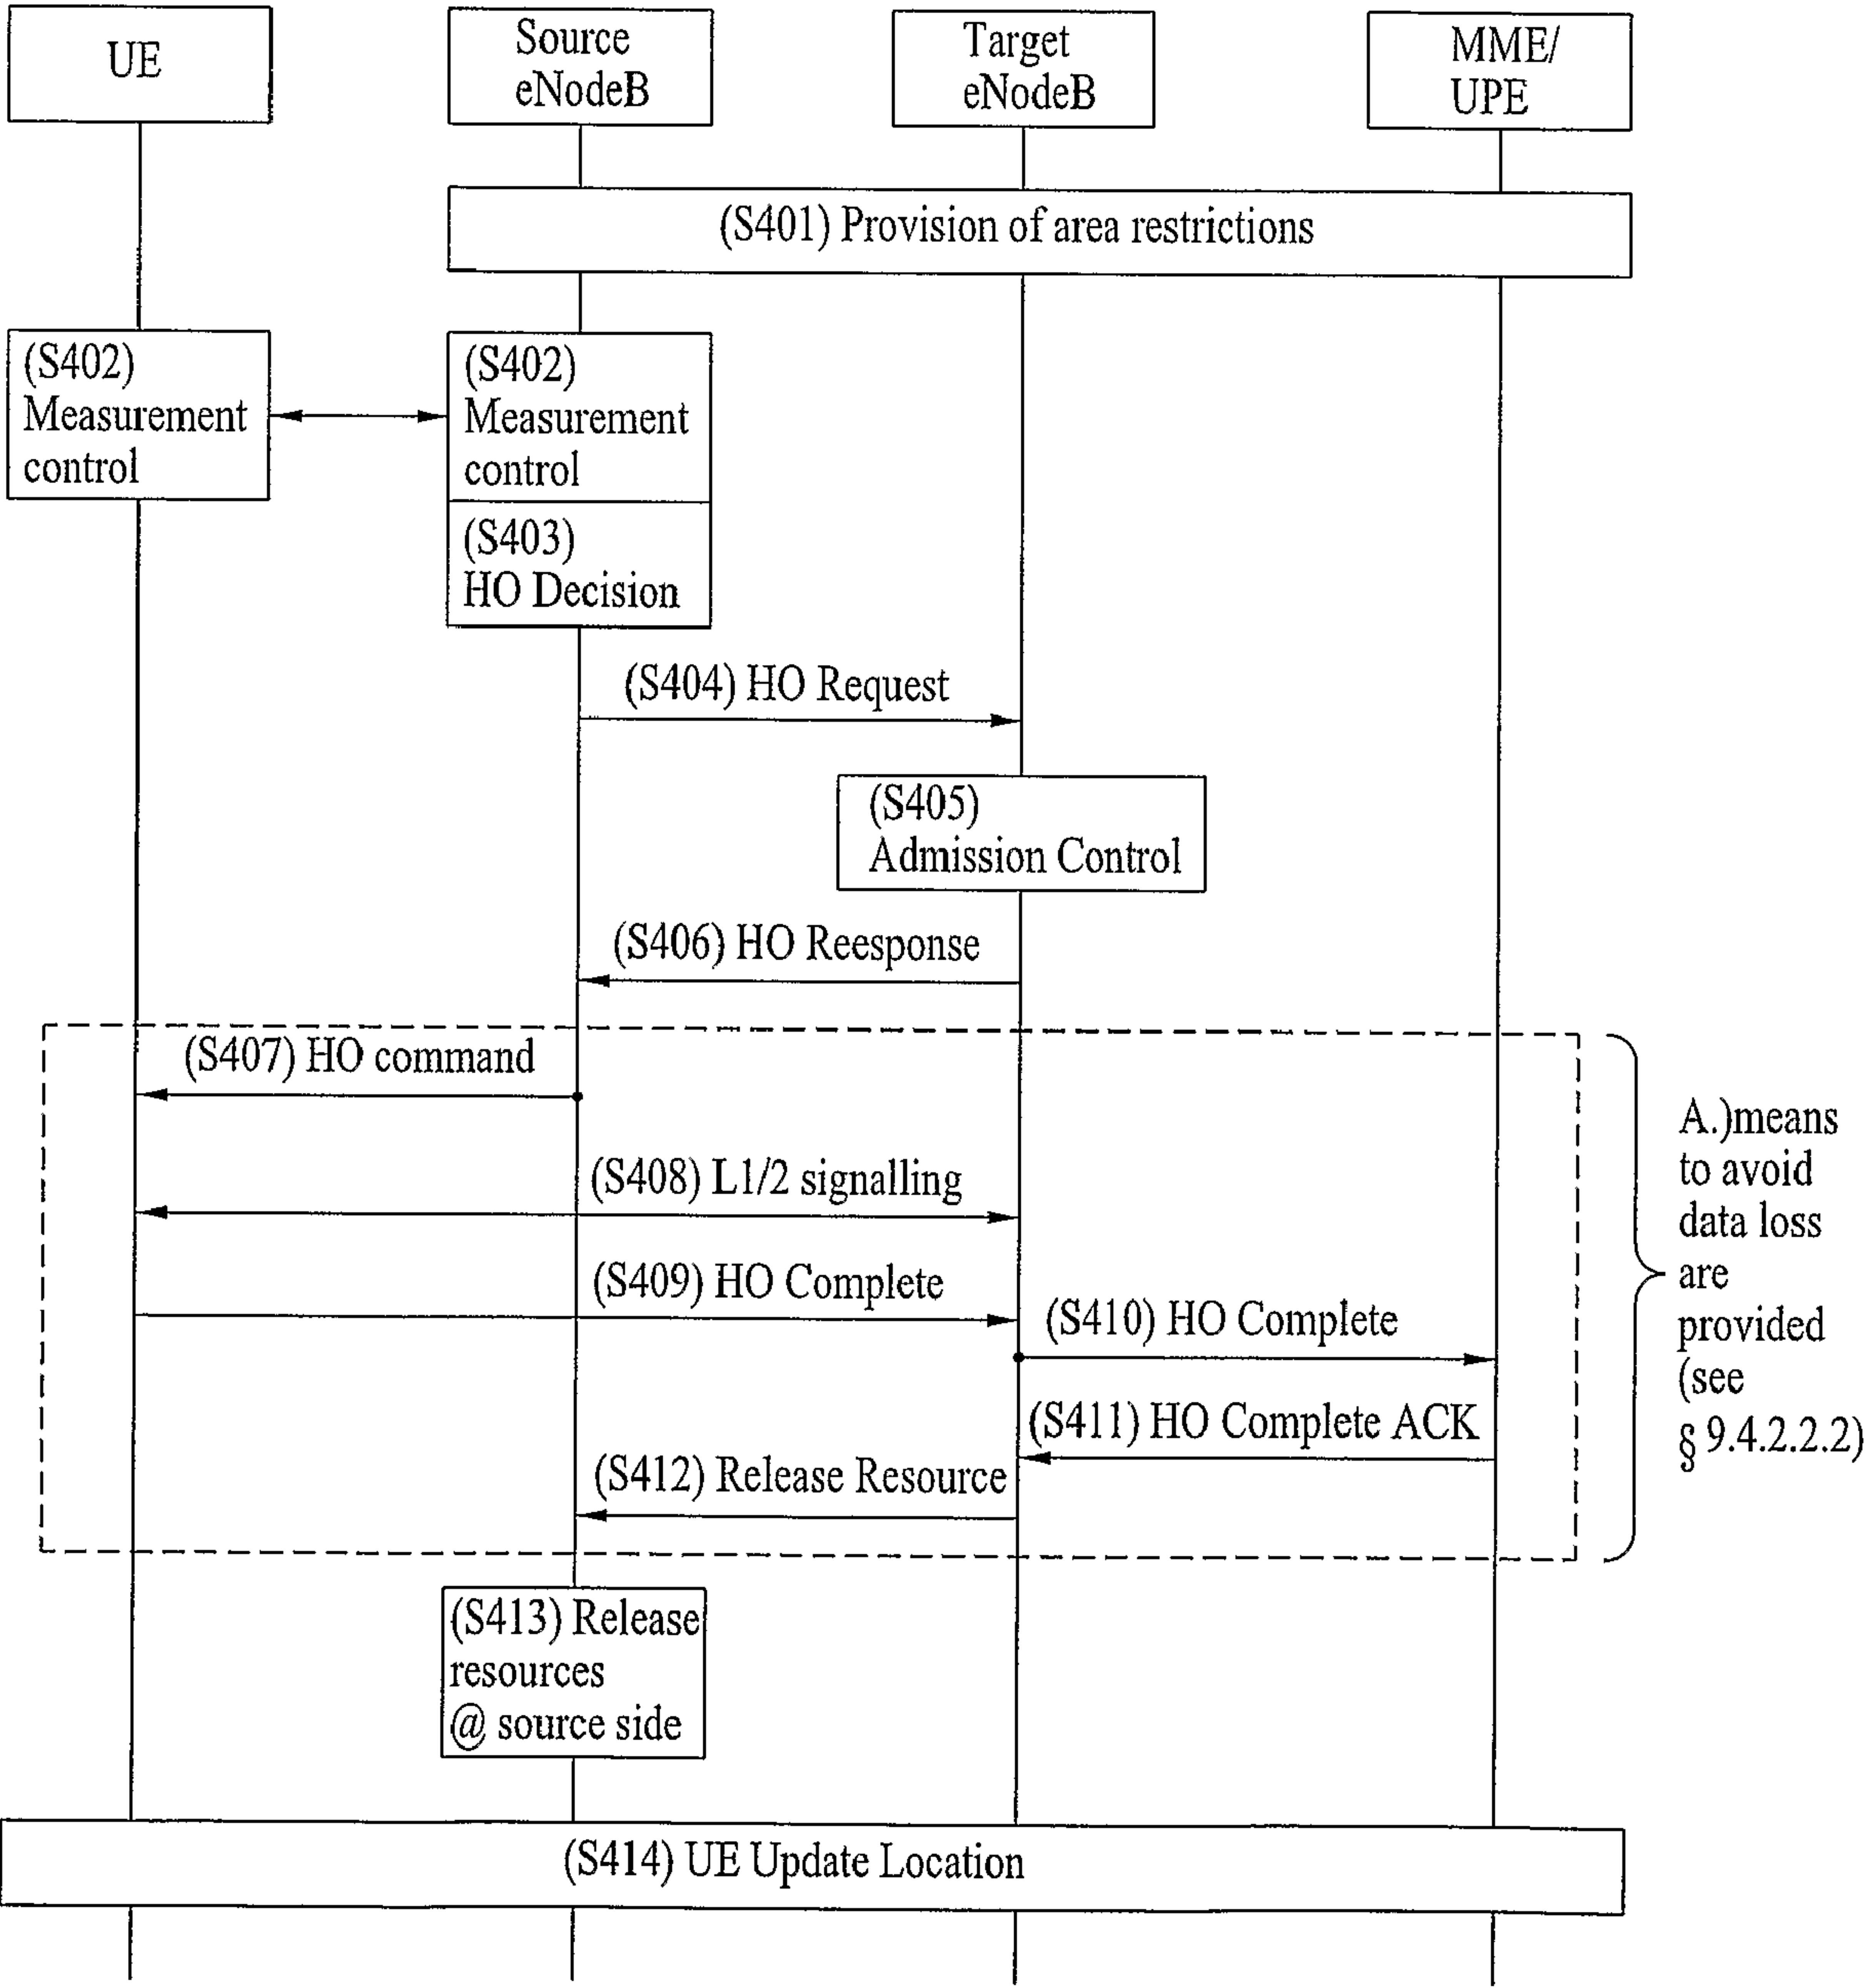 UE
Source
eNodeB
Target
eNodeB
MME/
UPE
(S401) Provision of area restrictions
(S402)
Measurement
control
(S402)
Measurement
control
(S403)
HO Decision
(S404) HO Request
(S405)
Admission Control
(S406) HO Reesponse
(S407) HO command
(S408) L1/2 signalling
(S409) HO Complete
(S410) HO Complete
(S411) HO Complete ACK
(S412) Release Resource
A.)means
to avoid
data loss
are
provided
(see
§ 9.4.2.2.2)
(S413) Release
resources
@ source side
(S414) UE Update Location